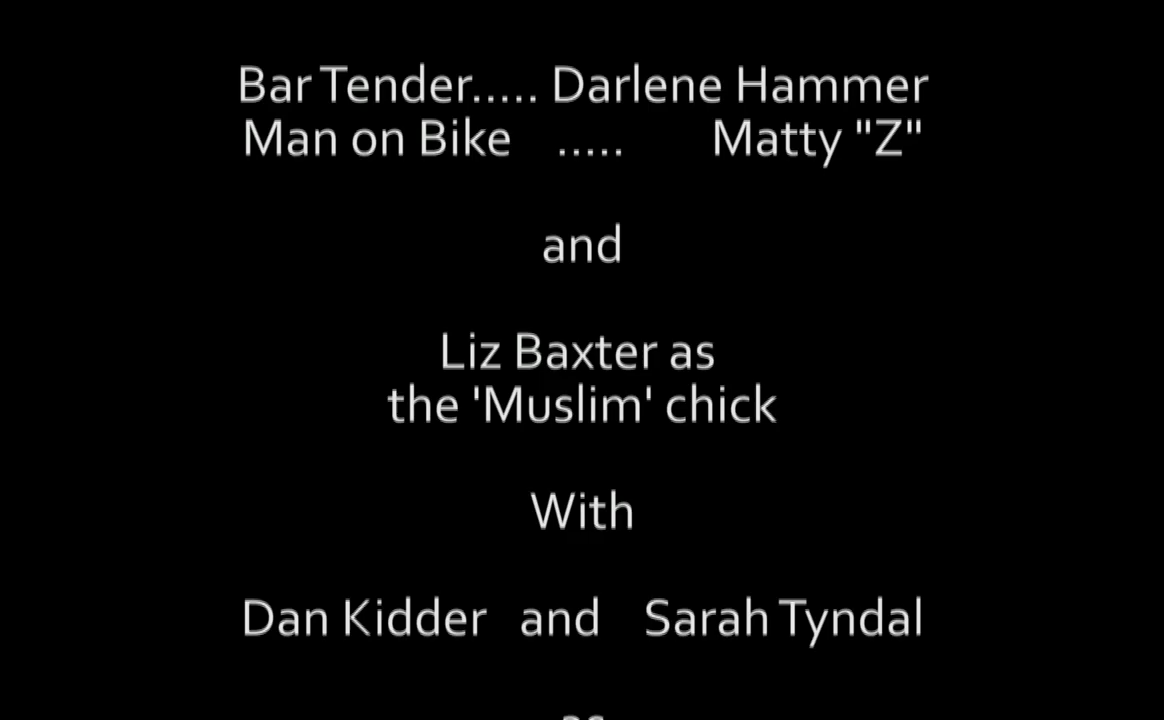 Bar Tender..... Darlene Hammer
Man on Bike ..... Matty "Z"
and
Liz Baxter as
the 'Muslim' chick
With
Dan Kidder and Sarah Tyndal
as